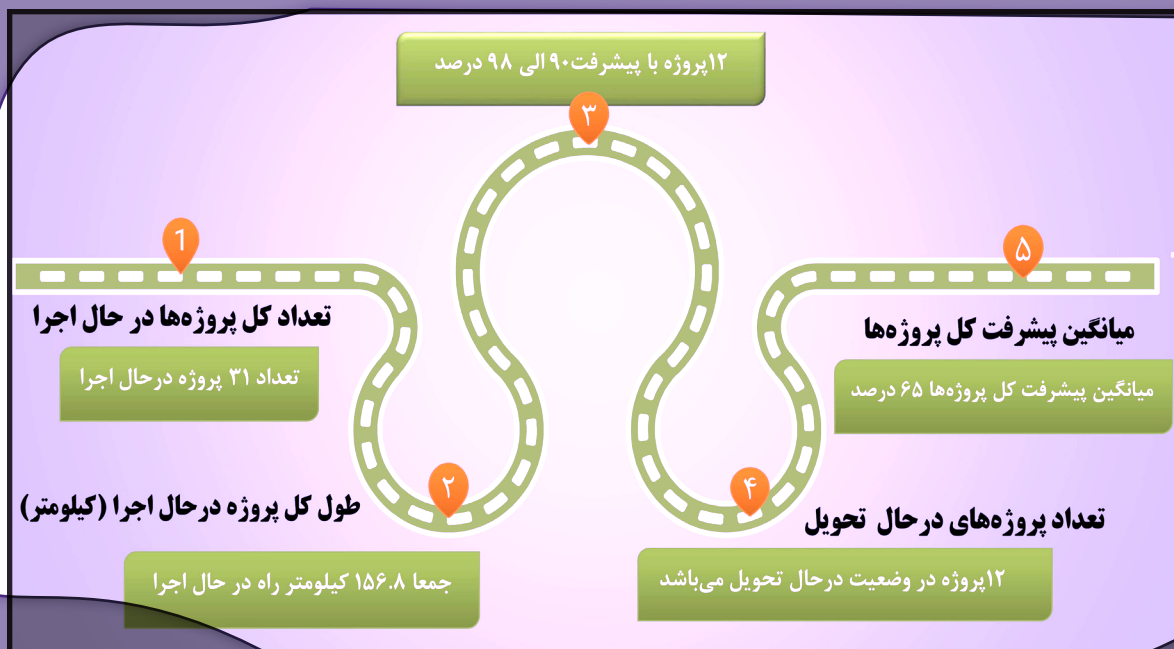 ۱۲پروژه با پیشرفت۹۰ الی ۹۸ درصد
۳
1
تعداد کل پروژه‌ها در حال اجرا
تعداد ۳۱ پروژه درحال اجرا
۲
طول کل پروژه درحال اجرا (کیلومتر)
جمعا ۱۵۶.۸ کیلومتر راه در حال اجرا
۴
تعداد پروژه‌های درحال تحویل
۱۲پروژه در وضعیت درحال تحویل می‌باشد
۵
میانگین پیشرفت کل پروژه‌ها
میانگین پیشرفت کل پروژه‌ها ۶۵ درصد